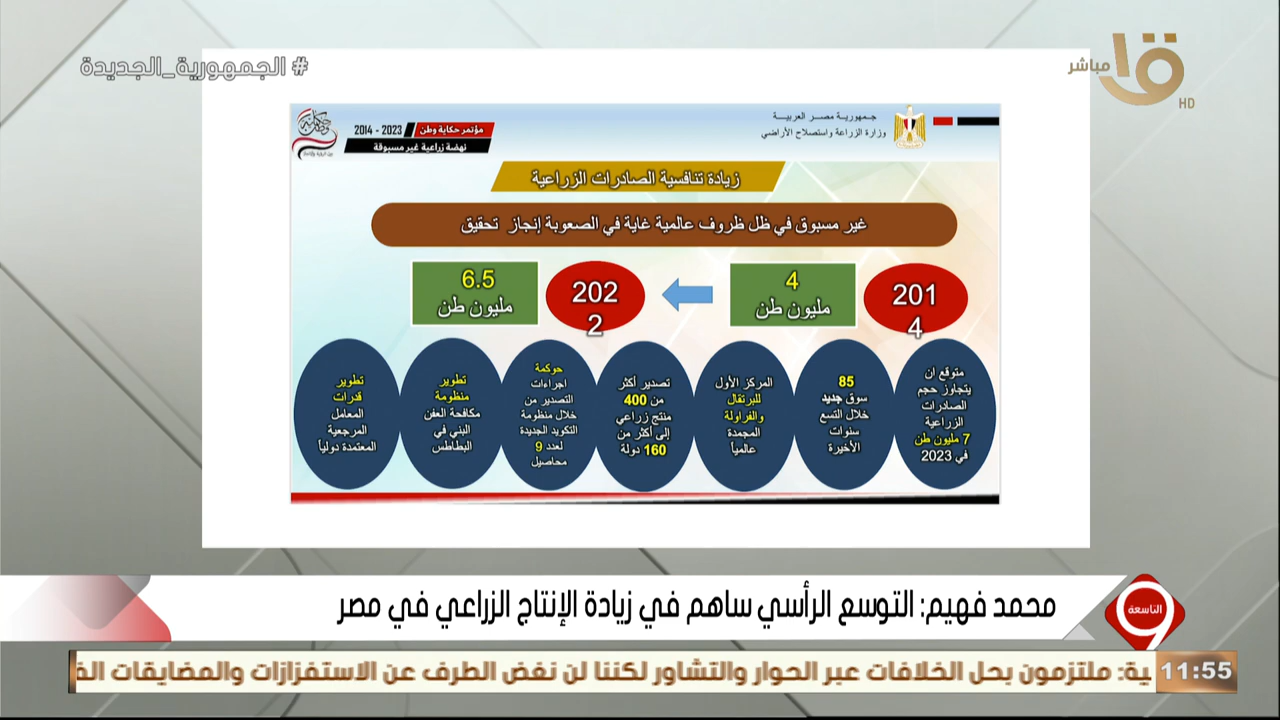 # الجمهورية_الجديدة
مباشر
HD
جمهورية مصر العربية
وزارة الزراعة واستصلاح الأراضي
مؤتمر حكاية وطن 2023 - 2014
نهضة زراعية غير مسبوقة
زيادة تنافسية الصادرات الزراعية
غير مسبوق في ظل ظروف عالمية غاية في الصعوبة إنجاز تحقيق
201
4
4
مليون طن
202
2
6.5
مليون طن
متوقع ان
يتجاوز حجم
الصادرات
الزراعية
7 مليون طن
في 2023
85
سوق جديد
خلال التسع
سنوات
الأخيرة
المركز الأول
للبرتقال
والفراولة
المجمدة
عالمياً
تصدير أكثر
من 400
منتج زراعي
إلى أكثر من
160 دولة
حوكمة
اجراءات
التصدير من
خلال منظومة
التكويد الجديدة
لعدد 9
محاصيل
تطوير
منظومة
مكافحة العفن
البني في
البطاطس
تطوير
قدرات
المعامل
المرجعية
المعتمدة دولياً
التاسعة
محمد فهيم: التوسع الرأسي ساهم في زيادة الإنتاج الزراعي في مصر
11:55
ية: ملتزمون بحل الخلافات عبر الحوار والتشاور لكننا لن نغض الطرف عن الاستفزازات والمضايقات